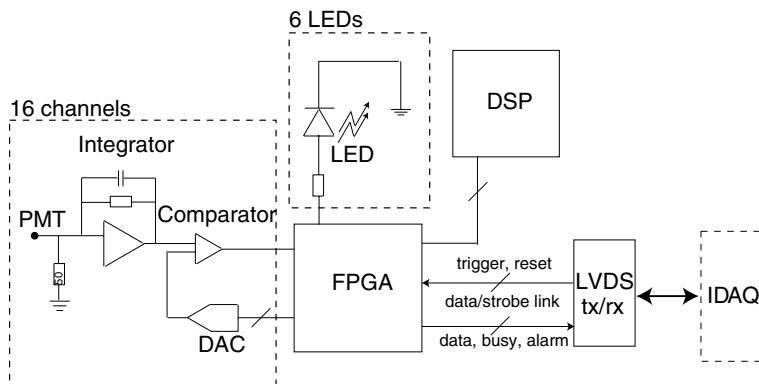 6 LEDs
16 channels
Integrator
LED
DSP
PMT
Comparator
50
FPGA
trigger, reset
data/strobe link
data, busy, alarm
LVDS
tx/rx
IDAQ
DAC